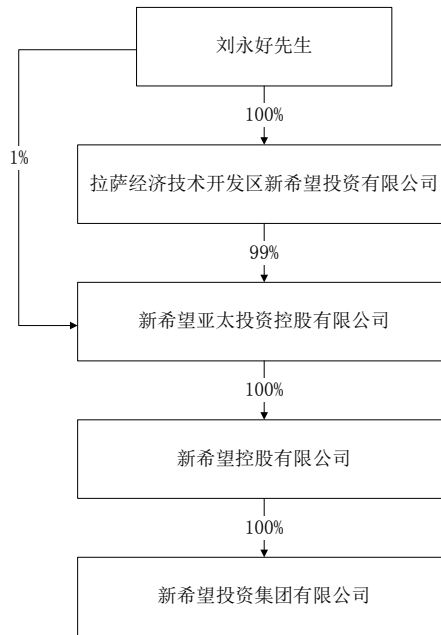 刘永好先生
100%
1%
拉萨经济技术开发区新希望投资有限公司
99%
新希望亚太投资控股有限公司
100%
新希望控股有限公司
100%
新希望投资集团有限公司